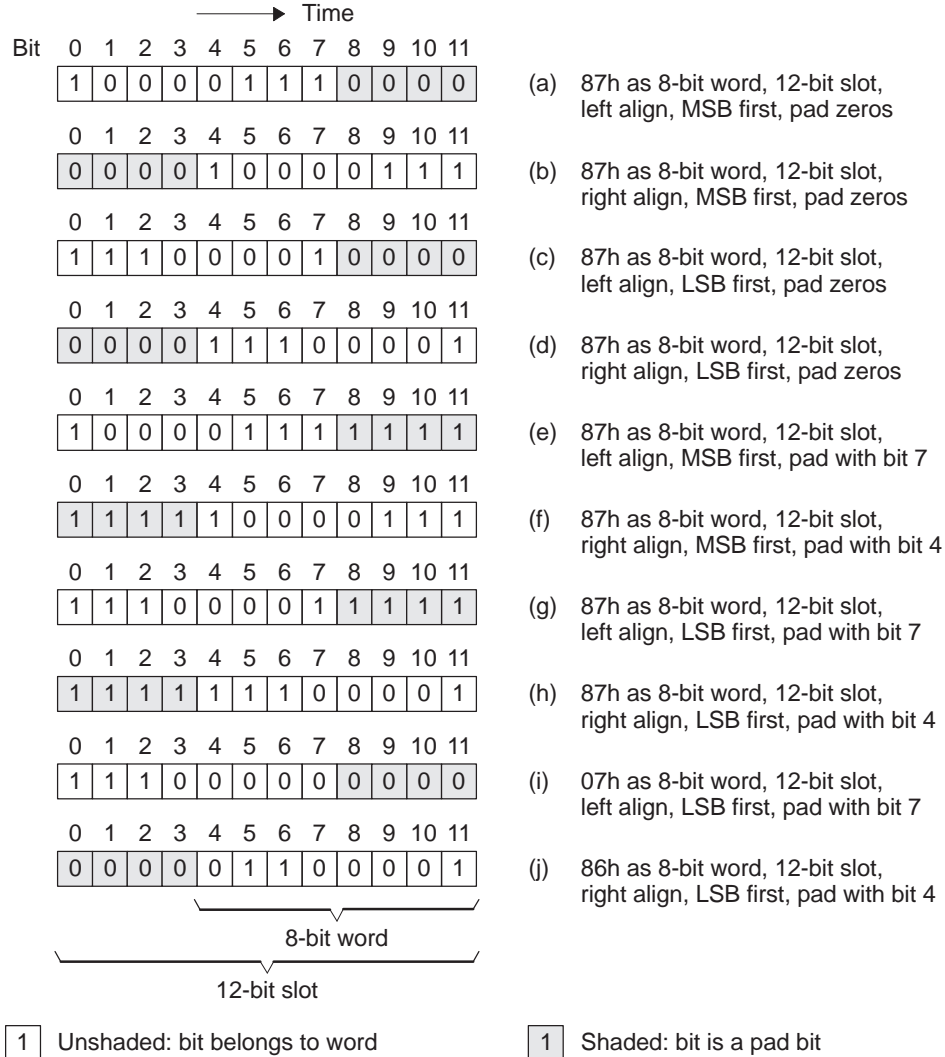 Time
Bit 0 1 2 3 4 5 6 7 8 9 10 11
1 0 0 0 0 1 1 1 0 0 0 0
(a) 87h as 8-bit word, 12-bit slot,
left align, MSB first, pad zeros
0 1 2 3 4 5 6 7 8 9 10 11
0 0 0 0 1 0 0 0 0 1 1 1
(b) 87h as 8-bit word, 12-bit slot,
right align, MSB first, pad zeros
0 1 2 3 4 5 6 7 8 9 10 11
1 1 1 0 0 0 0 1 0 0 0 0
(c) 87h as 8-bit word, 12-bit slot,
left align, LSB first, pad zeros
0 1 2 3 4 5 6 7 8 9 10 11
0 0 0 0 1 1 1 0 0 0 0 1
(d) 87h as 8-bit word, 12-bit slot,
right align, LSB first, pad zeros
0 1 2 3 4 5 6 7 8 9 10 11
1 0 0 0 0 1 1 1 1 1 1 1
(e) 87h as 8-bit word, 12-bit slot,
left align, MSB first, pad with bit 7
0 1 2 3 4 5 6 7 8 9 10 11
1 1 1 1 1 0 0 0 0 1 1 1
(f) 87h as 8-bit word, 12-bit slot,
right align, MSB first, pad with bit 4
0 1 2 3 4 5 6 7 8 9 10 11
1 1 1 0 0 0 0 1 1 1 1 1
(g) 87h as 8-bit word, 12-bit slot,
left align, LSB first, pad with bit 7
0 1 2 3 4 5 6 7 8 9 10 11
1 1 1 1 1 1 1 0 0 0 0 1
(h) 87h as 8-bit word, 12-bit slot,
right align, LSB first, pad with bit 4
0 1 2 3 4 5 6 7 8 9 10 11
1 1 1 0 0 0 0 0 0 0 0 0
(i) 07h as 8-bit word, 12-bit slot,
left align, LSB first, pad with bit 7
0 1 2 3 4 5 6 7 8 9 10 11
0 0 0 0 0 1 1 0 0 0 0 1
(j) 86h as 8-bit word, 12-bit slot,
right align, LSB first, pad with bit 4
8-bit word
12-bit slot
1 Unshaded: bit belongs to word
1 Shaded: bit is a pad bit